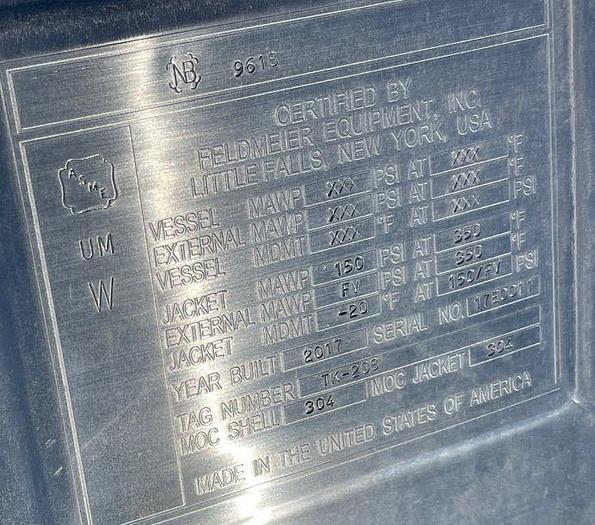 NB 9618
CERTIFIED BY
FELDMEIER EQUIPMENT, INC.
LITTLE FALLS, NEW YORK, USA
ASME
UM
W
VESSEL MAWP XXX PSI AT XXX °F
EXTERNAL MAWP XXX PSI AT XXX °F
VESSEL MDMT XXX °F AT XXX PSI
JACKET MAWP 150 PSI AT 350 °F
EXTERNAL MAWP FV PSI AT 350 °F
JACKET MDMT -20 °F AT 150/FV PSI
YEAR BUILT 2017 SERIAL NO.
TAG NUMBER
MOC SHELL 304 MOC JACKET 304
MADE IN THE UNITED STATES OF AMERICA